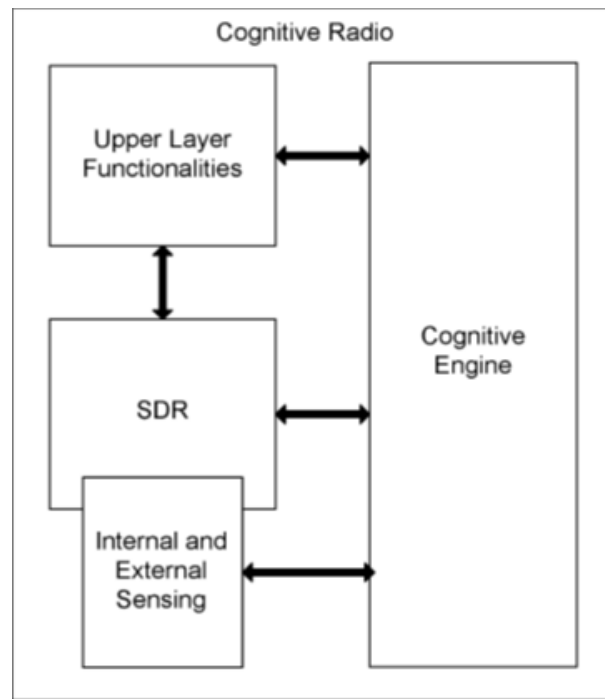 Cognitive Radio
Upper Layer
Functionalities
Cognitive
Engine
SDR
Internal and
External
Sensing